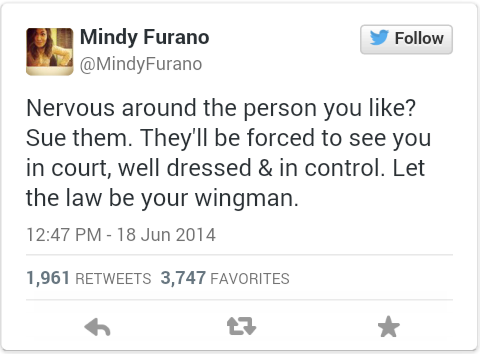 Mindy Furano
Follow
@MindyFurano
Nervous around the person you like?
Sue them. They'll be forced to see you
in court, well dressed & in control. Let
the law be your wingman.
12:47 PM - 18 Jun 2014
1,961 RETWEETS 3,747 FAVORITES